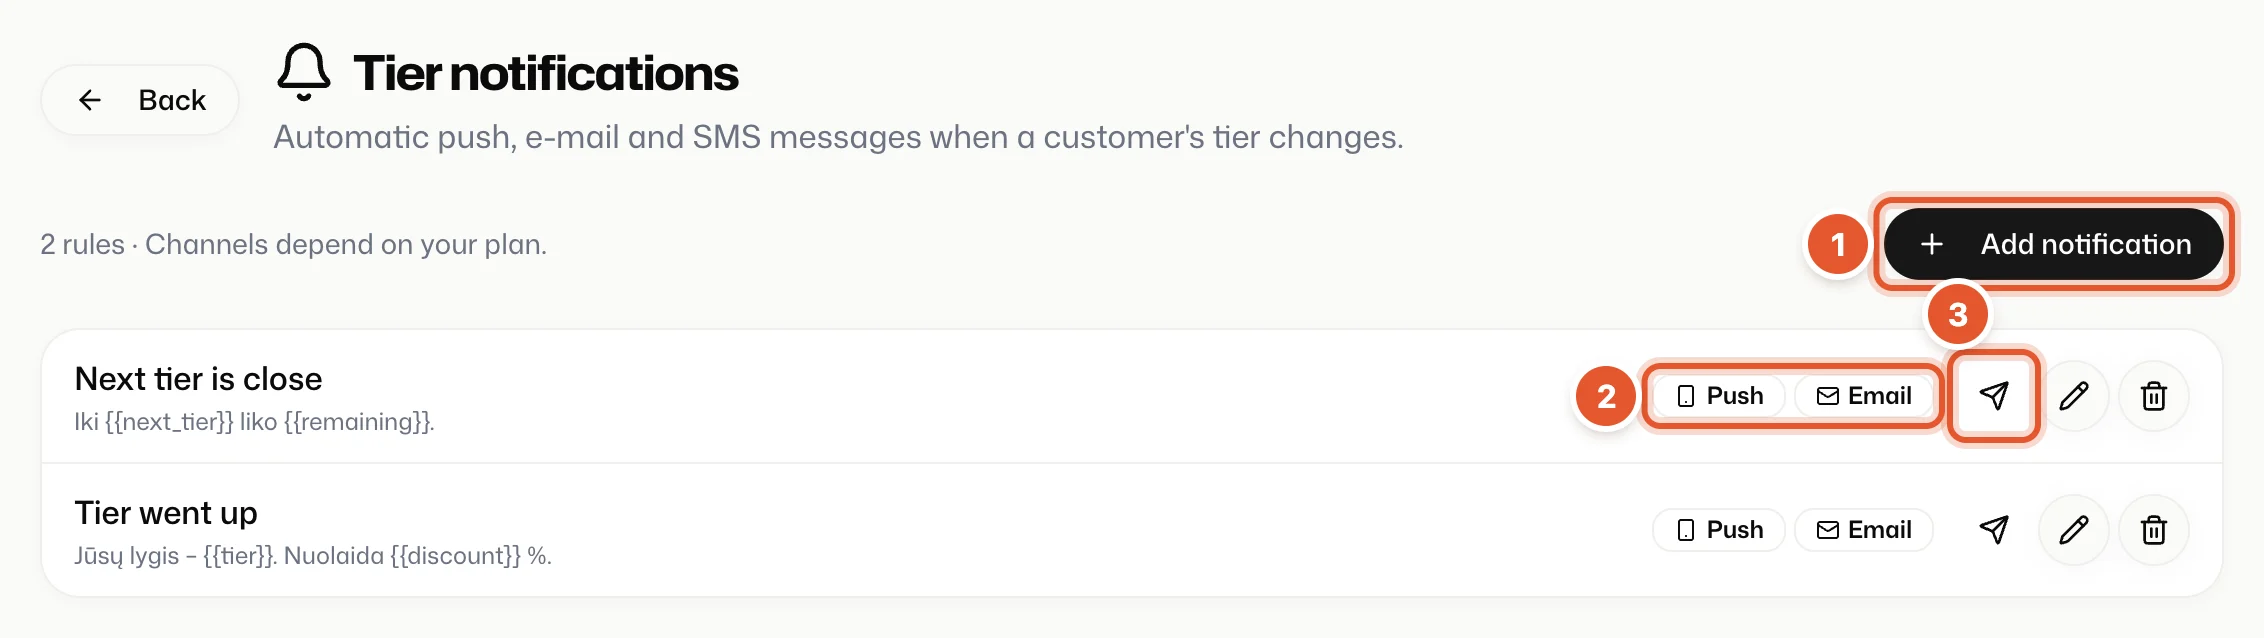 Back
Tier notifications
Automatic push, e-mail and SMS messages when a customer's tier changes.
2 rules · Channels depend on your plan.
1
Add notification
3
Next tier is close
Iki {{next_tier}} liko {{remaining}}.
2
Push
Email
Tier went up
Jūsų lygis – {{tier}}. Nuolaida {{discount}} %.
Push
Email